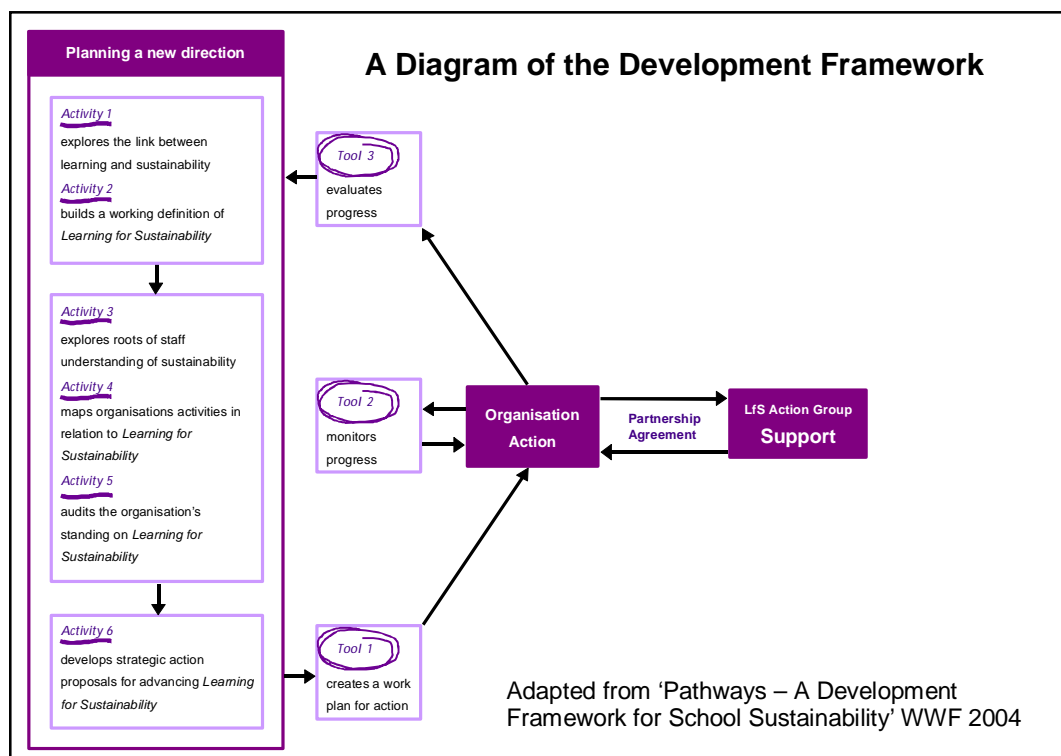 Planning a new direction
A Diagram of the Development Framework
Activity 1
explores the link between
learning and sustainability
Activity 2
builds a working definition of
Learning for Sustainability
Activity 3
explores roots of staff
understanding of sustainability
Activity 4
maps organisations activities in
relation to Learning for
Sustainability
Activity 5
audits the organisation's
standing on Learning for
Sustainability
Activity 6
develops strategic action
proposals for advancing Learning
for Sustainability
Tool 3
evaluates
progress
Tool 2
monitors
progress
Tool 1
creates a work
plan for action
Organisation
Action
Partnership
Agreement
LfS Action Group
Support
Adapted from ‘Pathways – A Development
Framework for School Sustainability’ WWF 2004